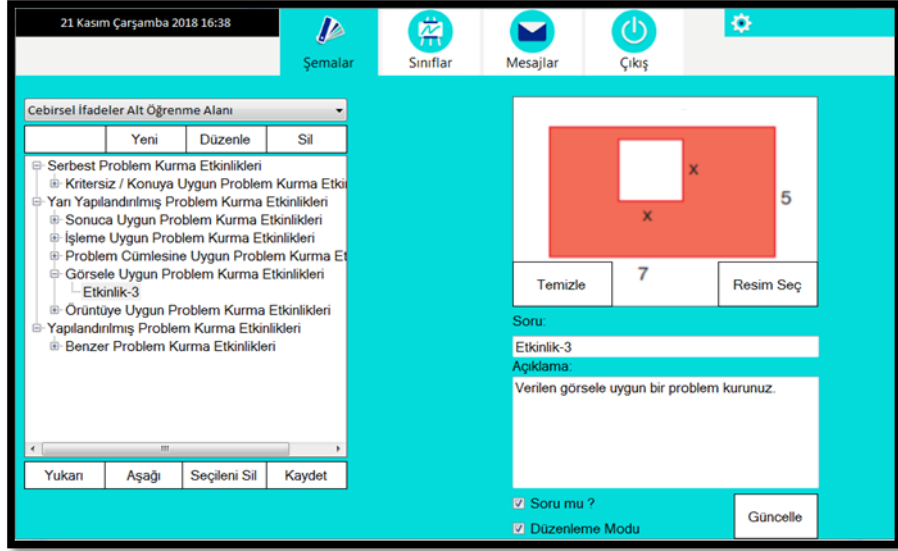 21 Kasım Çarşamba 2018 16:38
Şemalar
Sınıflar
Mesajlar
Çıkış
Cebirsel İfadeler Alt Öğrenme Alanı
Yeni
Düzenle
Sil
Serbest Problem Kurma Etkinlikleri
Kritersiz / Konuya Uygun Problem Kurma Etki
Yarı Yapılandırılmış Problem Kurma Etkinlikleri
Sonuca Uygun Problem Kurma Etkinlikleri
İşleme Uygun Problem Kurma Etkinlikleri
Problem Cümlesine Uygun Problem Kurma Et
Görsele Uygun Problem Kurma Etkinlikleri
Etkinlik-3
Örüntüye Uygun Problem Kurma Etkinlikleri
Yapılandırılmış Problem Kurma Etkinlikleri
Benzer Problem Kurma Etkinlikleri
Yukarı
Aşağı
Seçileni Sil
Kaydet
x
x
5
7
Temizle
Resim Seç
Soru:
Etkinlik-3
Açıklama:
Verilen görsele uygun bir problem kurunuz.
Soru mu ?
Düzenleme Modu
Güncelle